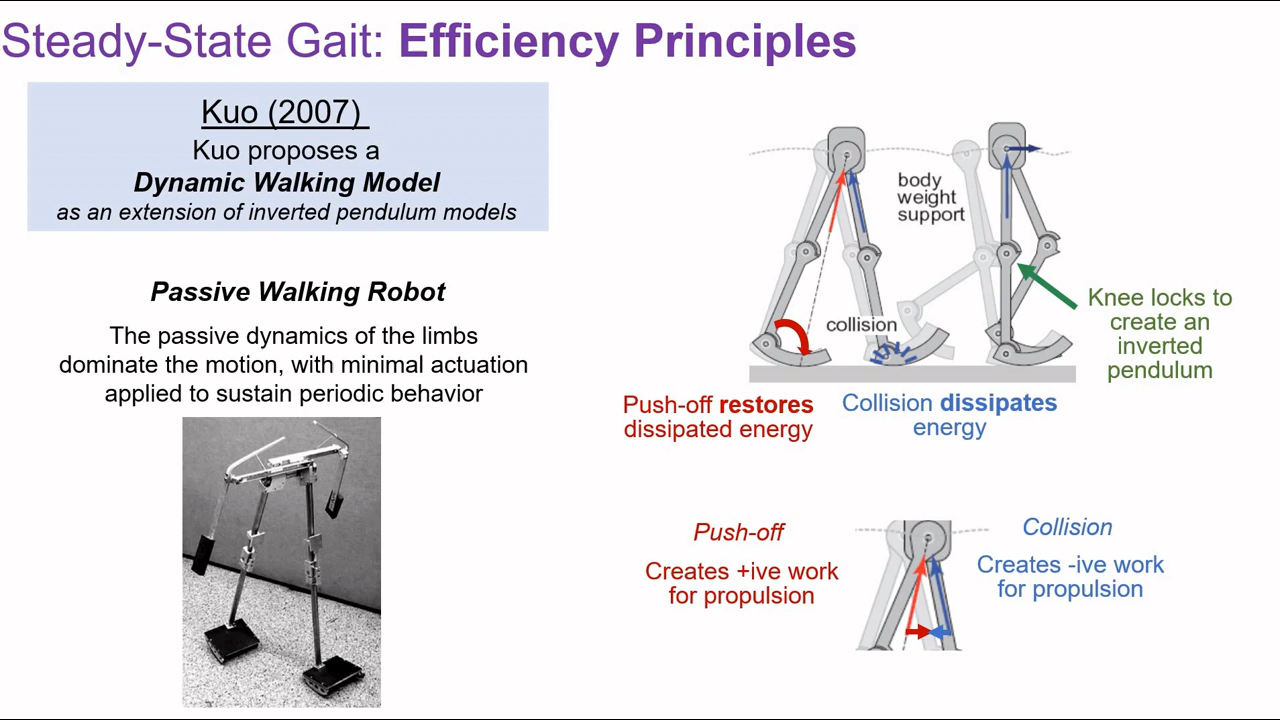 Steady-State Gait: Efficiency Principles
Kuo (2007)
Kuo proposes a
Dynamic Walking Model
as an extension of inverted pendulum models
Passive Walking Robot
The passive dynamics of the limbs
dominate the motion, with minimal actuation
applied to sustain periodic behavior
body
weight
support
collision
Knee locks to
create an
inverted
pendulum
Push-off restores
dissipated energy
Collision dissipates
energy
Push-off
Creates +ive work
for propulsion
Collision
Creates -ive work
for propulsion